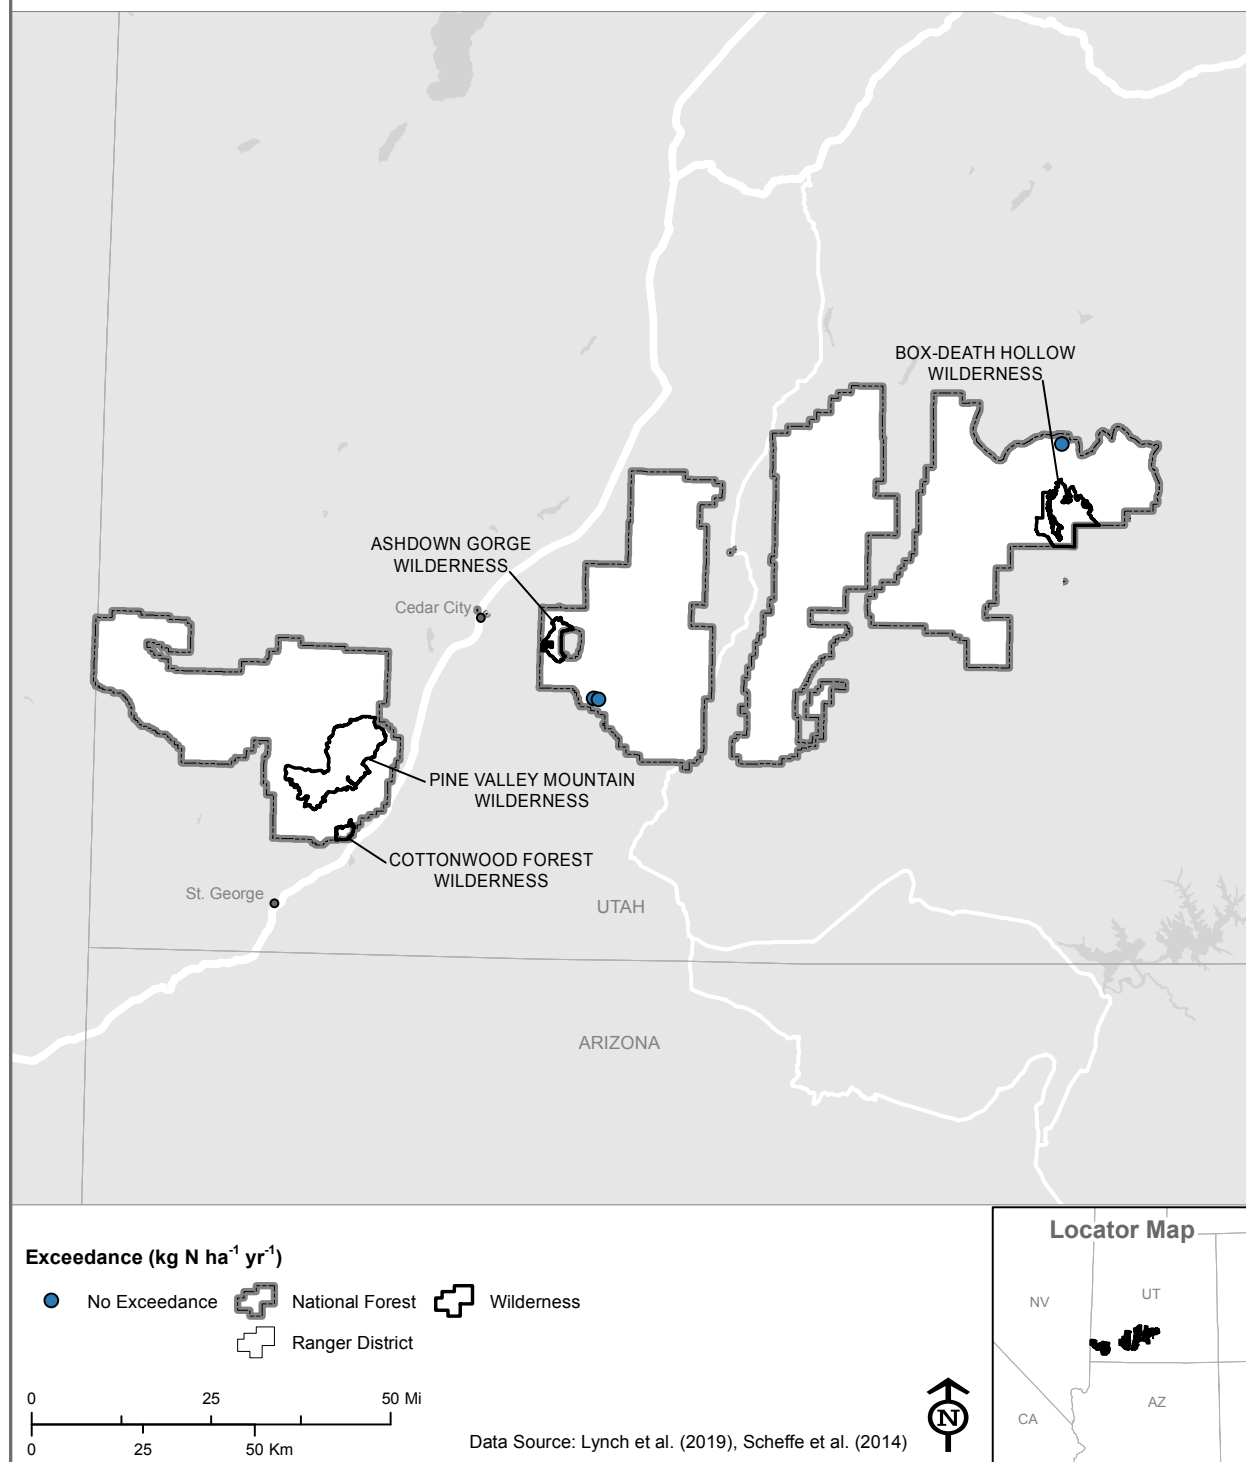 BOX-DEATH HOLLOW
WILDERNESS
ASHDOWN GORGE
WILDERNESS
Cedar City
PINE VALLEY MOUNTAIN
WILDERNESS
COTTONWOOD FOREST
WILDERNESS
St. George
UTAH
ARIZONA
Exceedance (kg N ha⁻¹ yr⁻¹)
No Exceedance
National Forest
Wilderness
Ranger District
0 25 50 Mi
0 25 50 Km
Data Source: Lynch et al. (2019), Scheffe et al. (2014)
N
Locator Map
NV
UT
CA
AZ